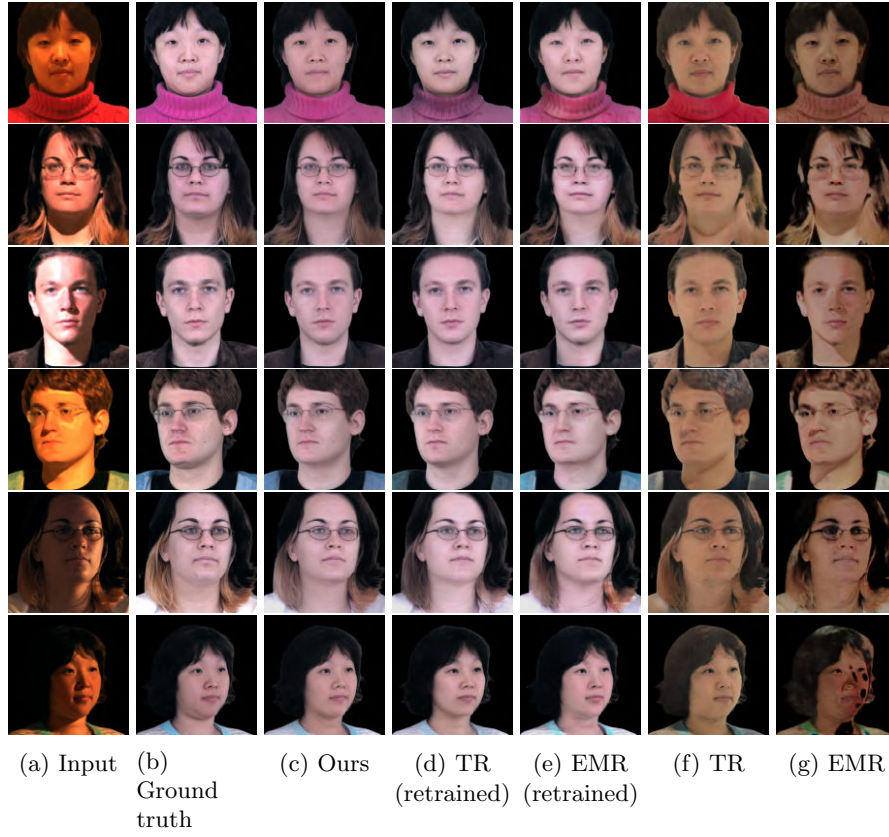 (a) Input
(b)
Ground
truth
(c) Ours
(d) TR
(retrained)
(e) EMR
(retrained)
(f) TR
(g) EMR